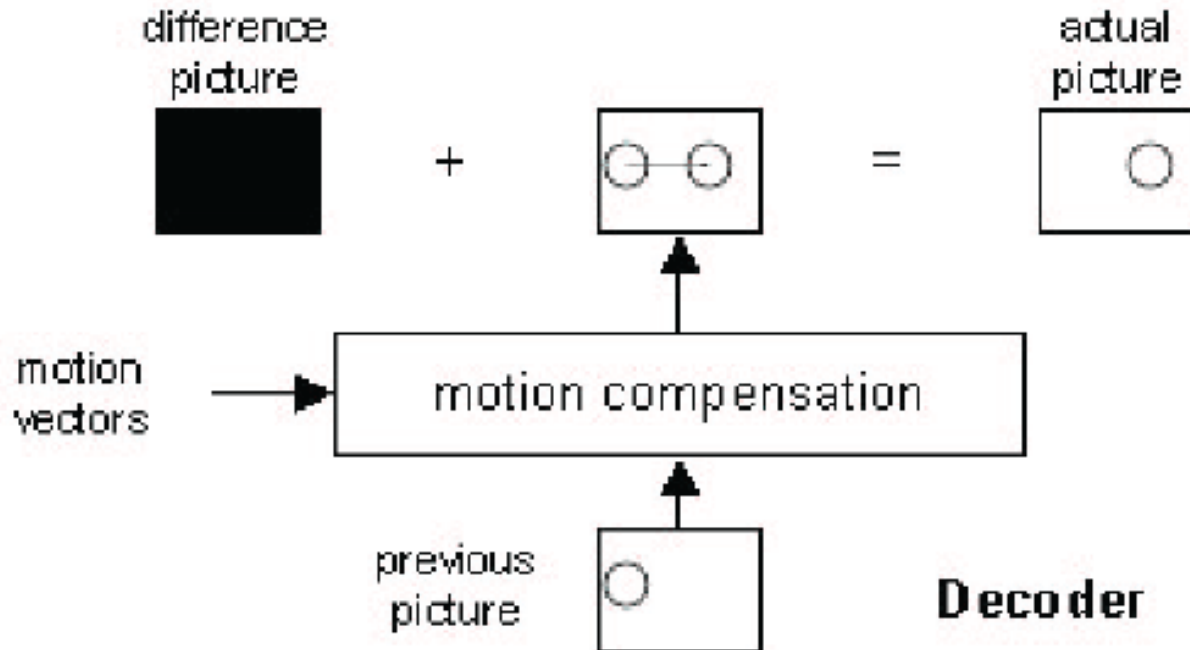 difference
picture
actual
picture
+
=
motion
vectors
motion compensation
previous
picture
Decoder